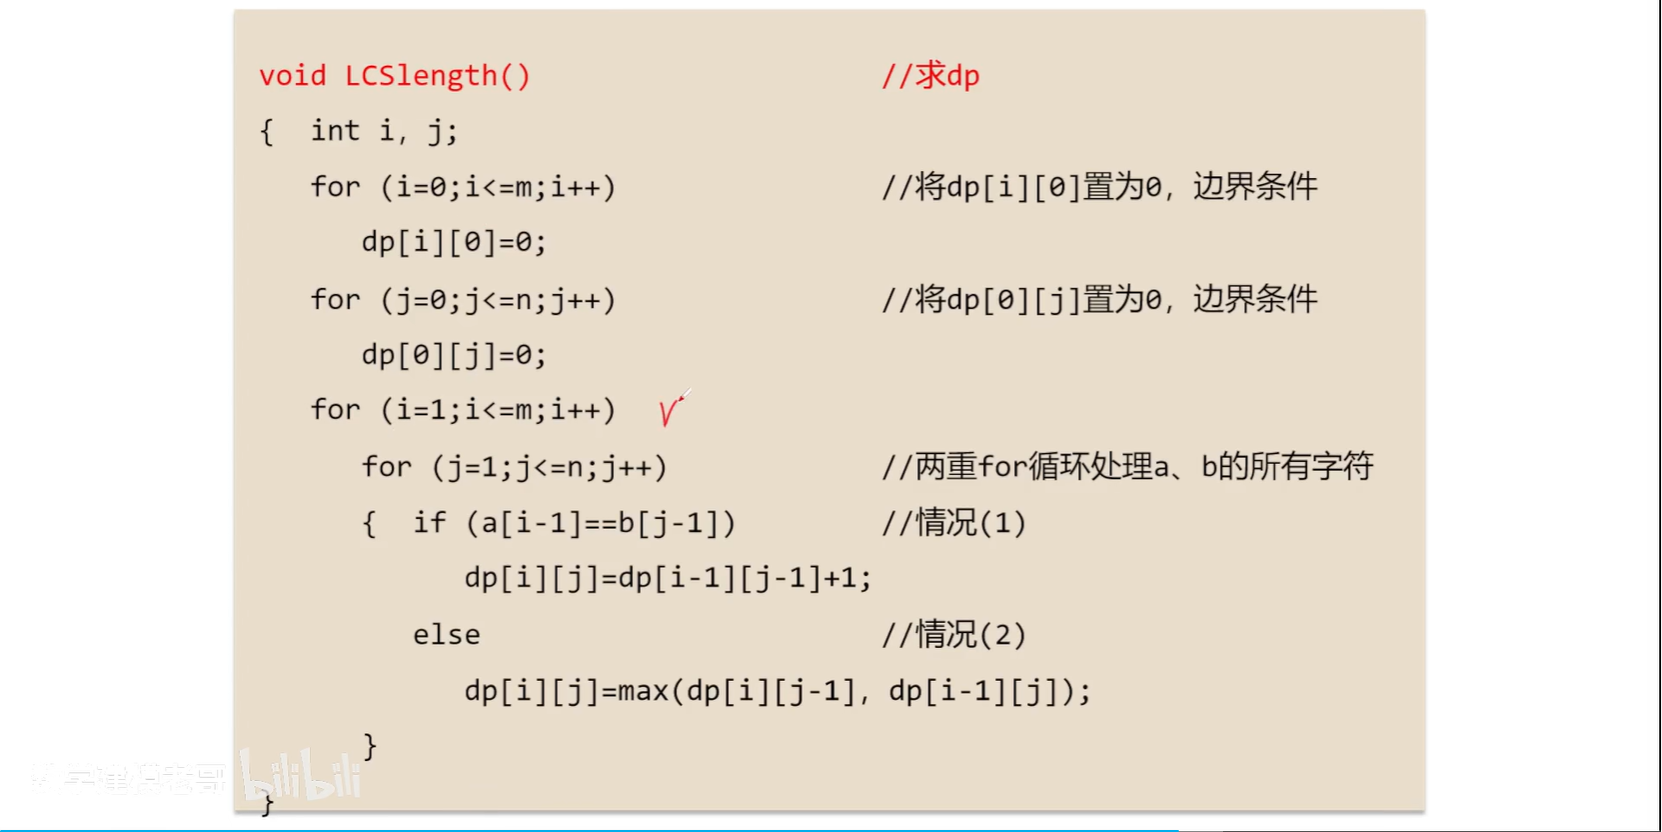 void LCSlength() //求dp
{ int i, j;
for (i=0;i<=m;i++) //将dp[i][0]置为0，边界条件
dp[i][0]=0;
for (j=0;j<=n;j++) //将dp[0][j]置为0，边界条件
dp[0][j]=0;
for (i=1;i<=m;i++)
for (j=1;j<=n;j++) //两重for循环处理a、b的所有字符
{ if (a[i-1]==b[j-1]) //情况(1)
dp[i][j]=dp[i-1][j-1]+1;
else //情况(2)
dp[i][j]=max(dp[i][j-1], dp[i-1][j]);
}
bilibili
}